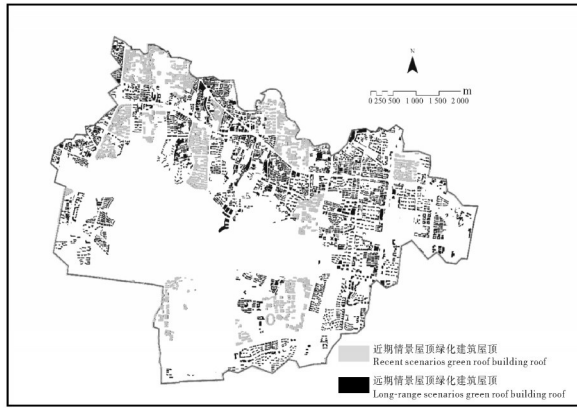 N
m
0 250 500 1 000 1 500 2 000
近期情景屋顶绿化建筑屋顶
Recent scenarios green roof building roof
远期情景屋顶绿化建筑屋顶
Long-range scenarios green roof building roof